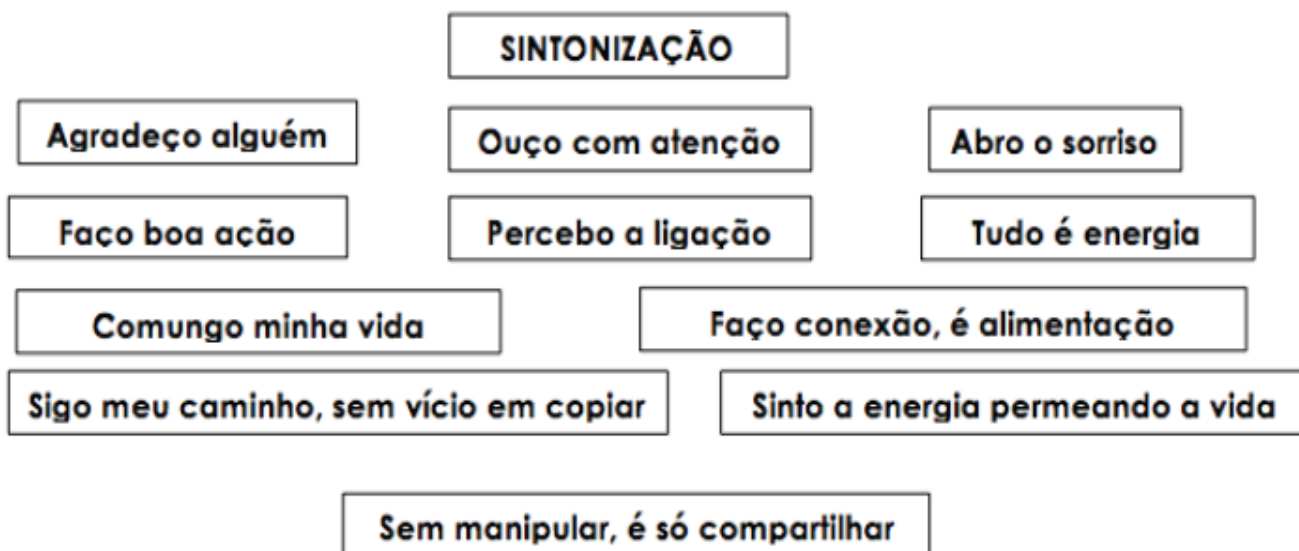 SINTONIZAÇÃO
Agradeço alguém
Ouço com atenção
Abro o sorriso
Faço boa ação
Percebo a ligação
Tudo é energia
Comungo minha vida
Faço conexão, é alimentação
Sigo meu caminho, sem vício em copiar
Sinto a energia permeando a vida
Sem manipular, é só compartilhar